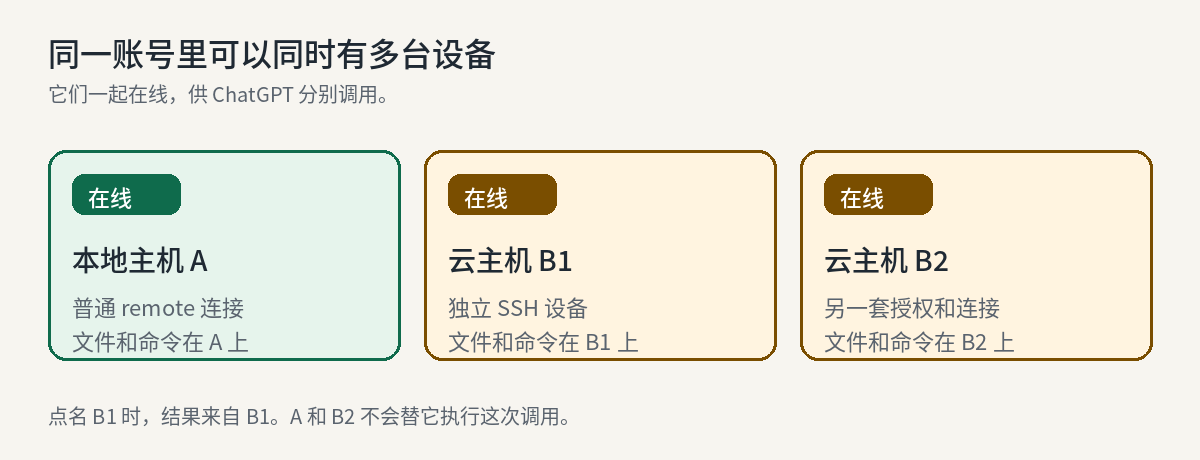 同一账号里可以同时有多台设备
它们一起在线，供 ChatGPT 分别调用。
在线
本地主机 A
普通 remote 连接
文件和命令在 A 上
在线
云主机 B1
独立 SSH 设备
文件和命令在 B1 上
在线
云主机 B2
另一套授权和连接
文件和命令在 B2 上
点名 B1 时，结果来自 B1。A 和 B2 不会替它执行这次调用。